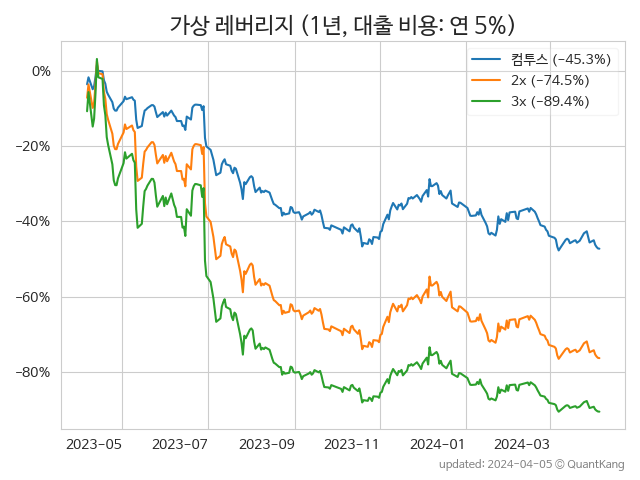 가상 레버리지 (1년, 대출 비용: 연 5%)
컴투스 (−45.3%)
2x (−74.5%)
3x (−89.4%)
0%
−20%
−40%
−60%
−80%
2023-05 2023-07 2023-09 2023-11 2024-01 2024-03
updated: 2024-04-05 © QuantKang